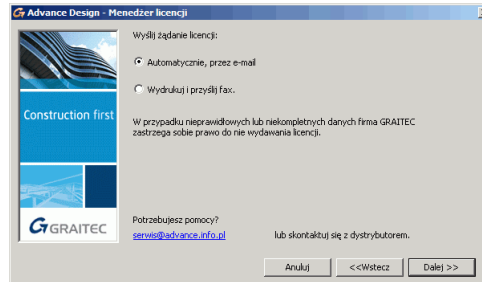 Advance Design - Menedżer licencji
Wyślij żądanie licencji:
Automatycznie, przez e-mail
Wydrukuj i przyślij fax.
Construction first
W przypadku nieprawidłowych lub niekompletnych danych firma GRAITEC
zastrzega sobie prawo do nie wydawania licencji.
GRAITEC
Potrzebujesz pomocy?
serwis@advance.info.pl lub skontaktuj się z dystrybutorem.
Anuluj <<Wstecz Dalej >>